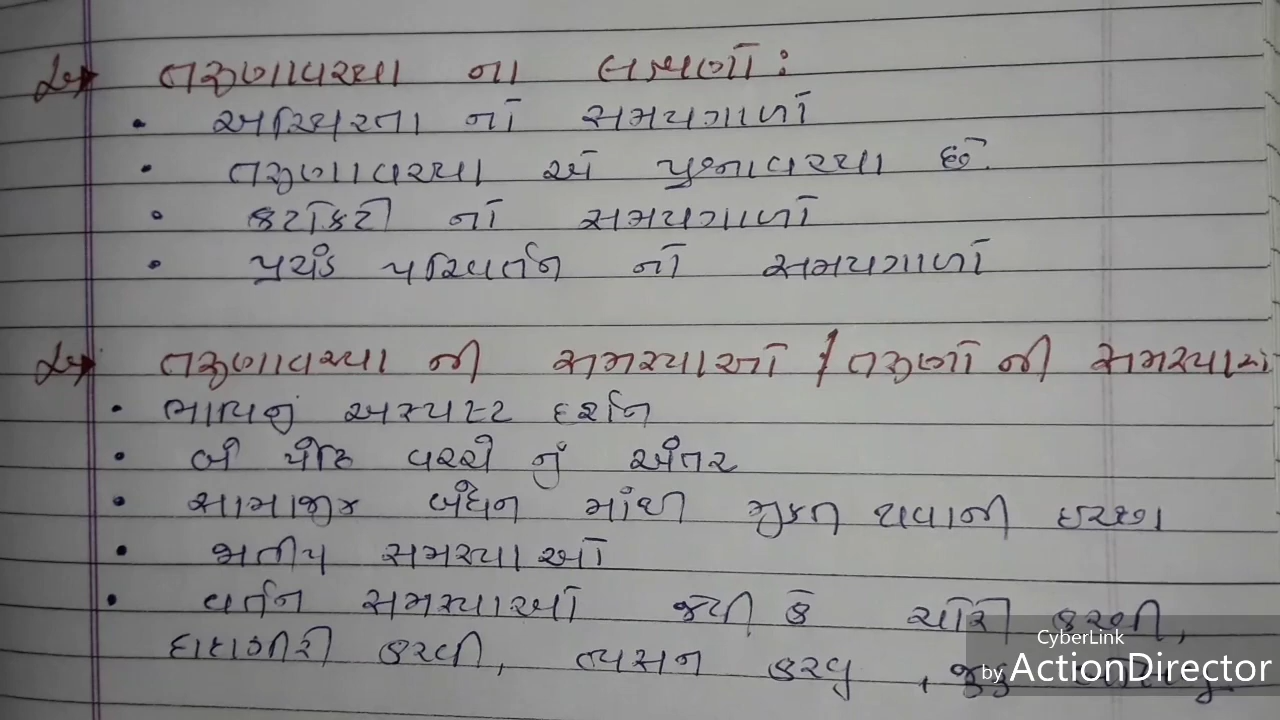 તરુણાવસ્થા ના લક્ષણો :
• અસ્થિરતા નો સમયગાળો
• તરુણાવસ્થા એ મુગ્ધાવસ્થા છે.
• કટોકટી નો સમયગાળો
• પ્રચંડ પરિવર્તન નો સમયગાળો
તરુણાવસ્થા ની સમસ્યાઓ / તરુણો ની સમસ્યાઓ
• ભાવિનું અસ્પષ્ટ દર્શન
• બે પેઢિ વચ્ચે નું અંતર
• સામાજીક બંધન માંથી મુકત થવાની ઇચ્છા
• જાતીય સમસ્યાઓ
• વર્તન સમસ્યાઓ જેવી કે ચોરી કરવી,
દાદાગીરી કરવી, વ્યસન કરવુ , જુઠુ
CyberLink
by ActionDirector